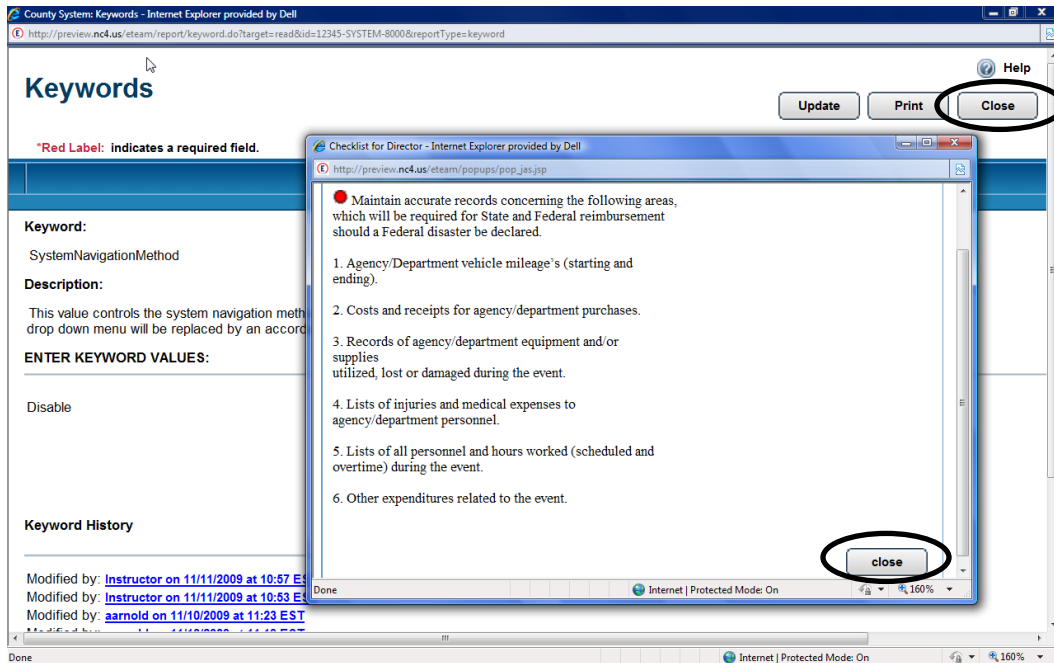 County System: Keywords - Internet Explorer provided by Dell
http://preview.nc4.us/eteam/report/keyword.do?target=read&id=12345-SYSTEM-8000&reportType=keyword
Help
Keywords
Update
Print
Close
*Red Label: indicates a required field.
Keyword:
SystemNavigationMethod
Description:
This value controls the system navigation meth
drop down menu will be replaced by an accord
ENTER KEYWORD VALUES:
Disable
Keyword History
Modified by: Instructor on 11/11/2009 at 10:57 ES
Modified by: Instructor on 11/11/2009 at 10:53 ES
Modified by: aarnold on 11/10/2009 at 11:23 EST
Checklist for Director - Internet Explorer provided by Dell
http://preview.nc4.us/eteam/popups/pop_jas.jsp
Maintain accurate records concerning the following areas,
which will be required for State and Federal reimbursement
should a Federal disaster be declared.
1. Agency/Department vehicle mileage's (starting and
ending).
2. Costs and receipts for agency/department purchases.
3. Records of agency/department equipment and/or
supplies
utilized, lost or damaged during the event.
4. Lists of injuries and medical expenses to
agency/department personnel.
5. Lists of all personnel and hours worked (scheduled and
overtime) during the event.
6. Other expenditures related to the event.
close
Done
Internet | Protected Mode: On
160%
Done
Internet | Protected Mode: On
160%